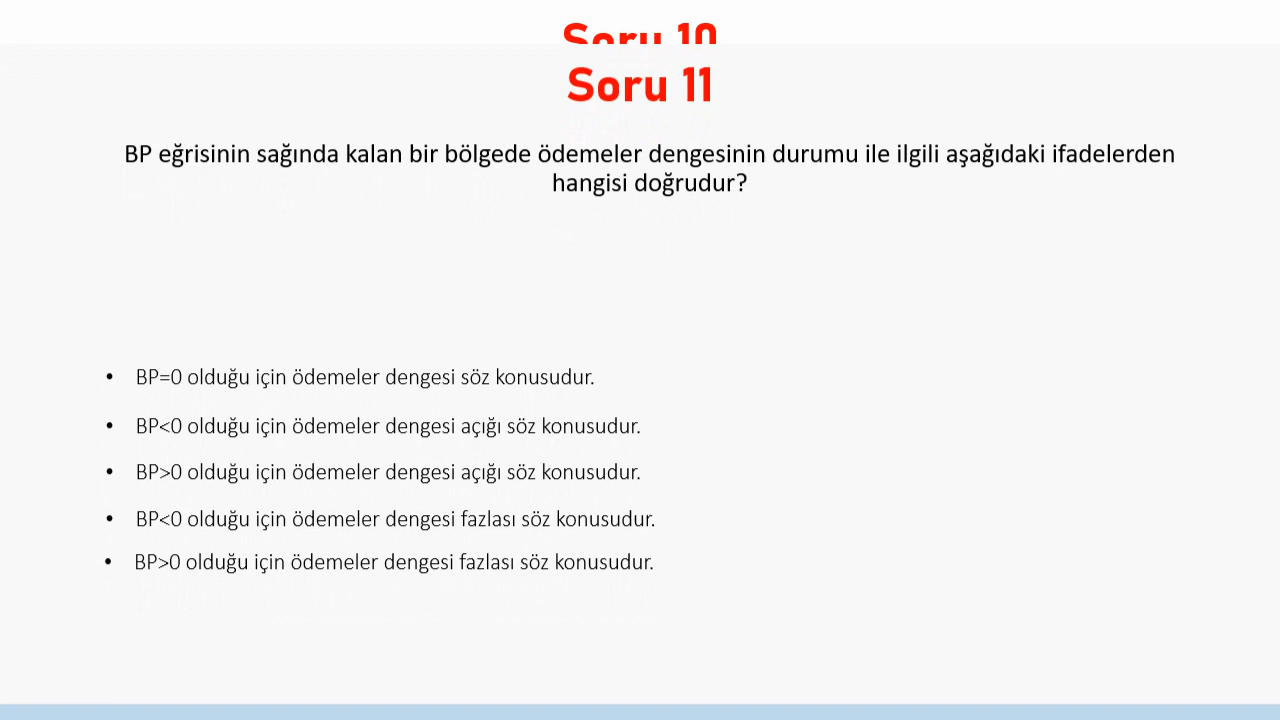 Soru 10
Soru 11
BP eğrisinin sağında kalan bir bölgede ödemeler dengesinin durumu ile ilgili aşağıdaki ifadelerden
hangisi doğrudur?
• BP=0 olduğu için ödemeler dengesi söz konusudur.
• BP<0 olduğu için ödemeler dengesi açığı söz konusudur.
• BP>0 olduğu için ödemeler dengesi açığı söz konusudur.
• BP<0 olduğu için ödemeler dengesi fazlası söz konusudur.
• BP>0 olduğu için ödemeler dengesi fazlası söz konusudur.